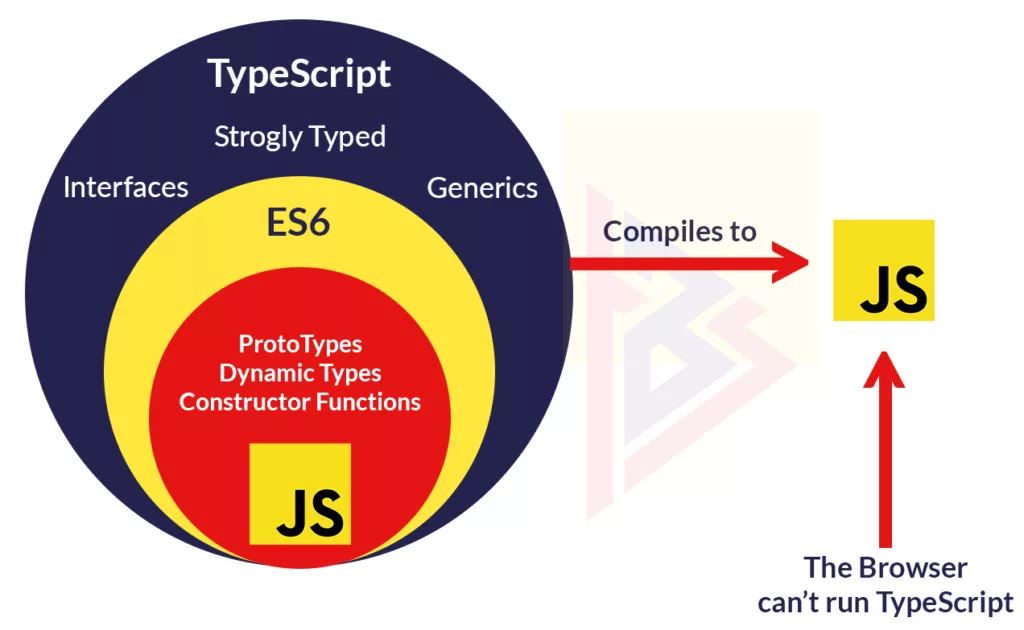 TypeScript
Strogly Typed
Interfaces
Generics
ES6
ProtoTypes
Dynamic Types
Constructor Functions
JS
Compiles to
JS
The Browser
can't run TypeScript